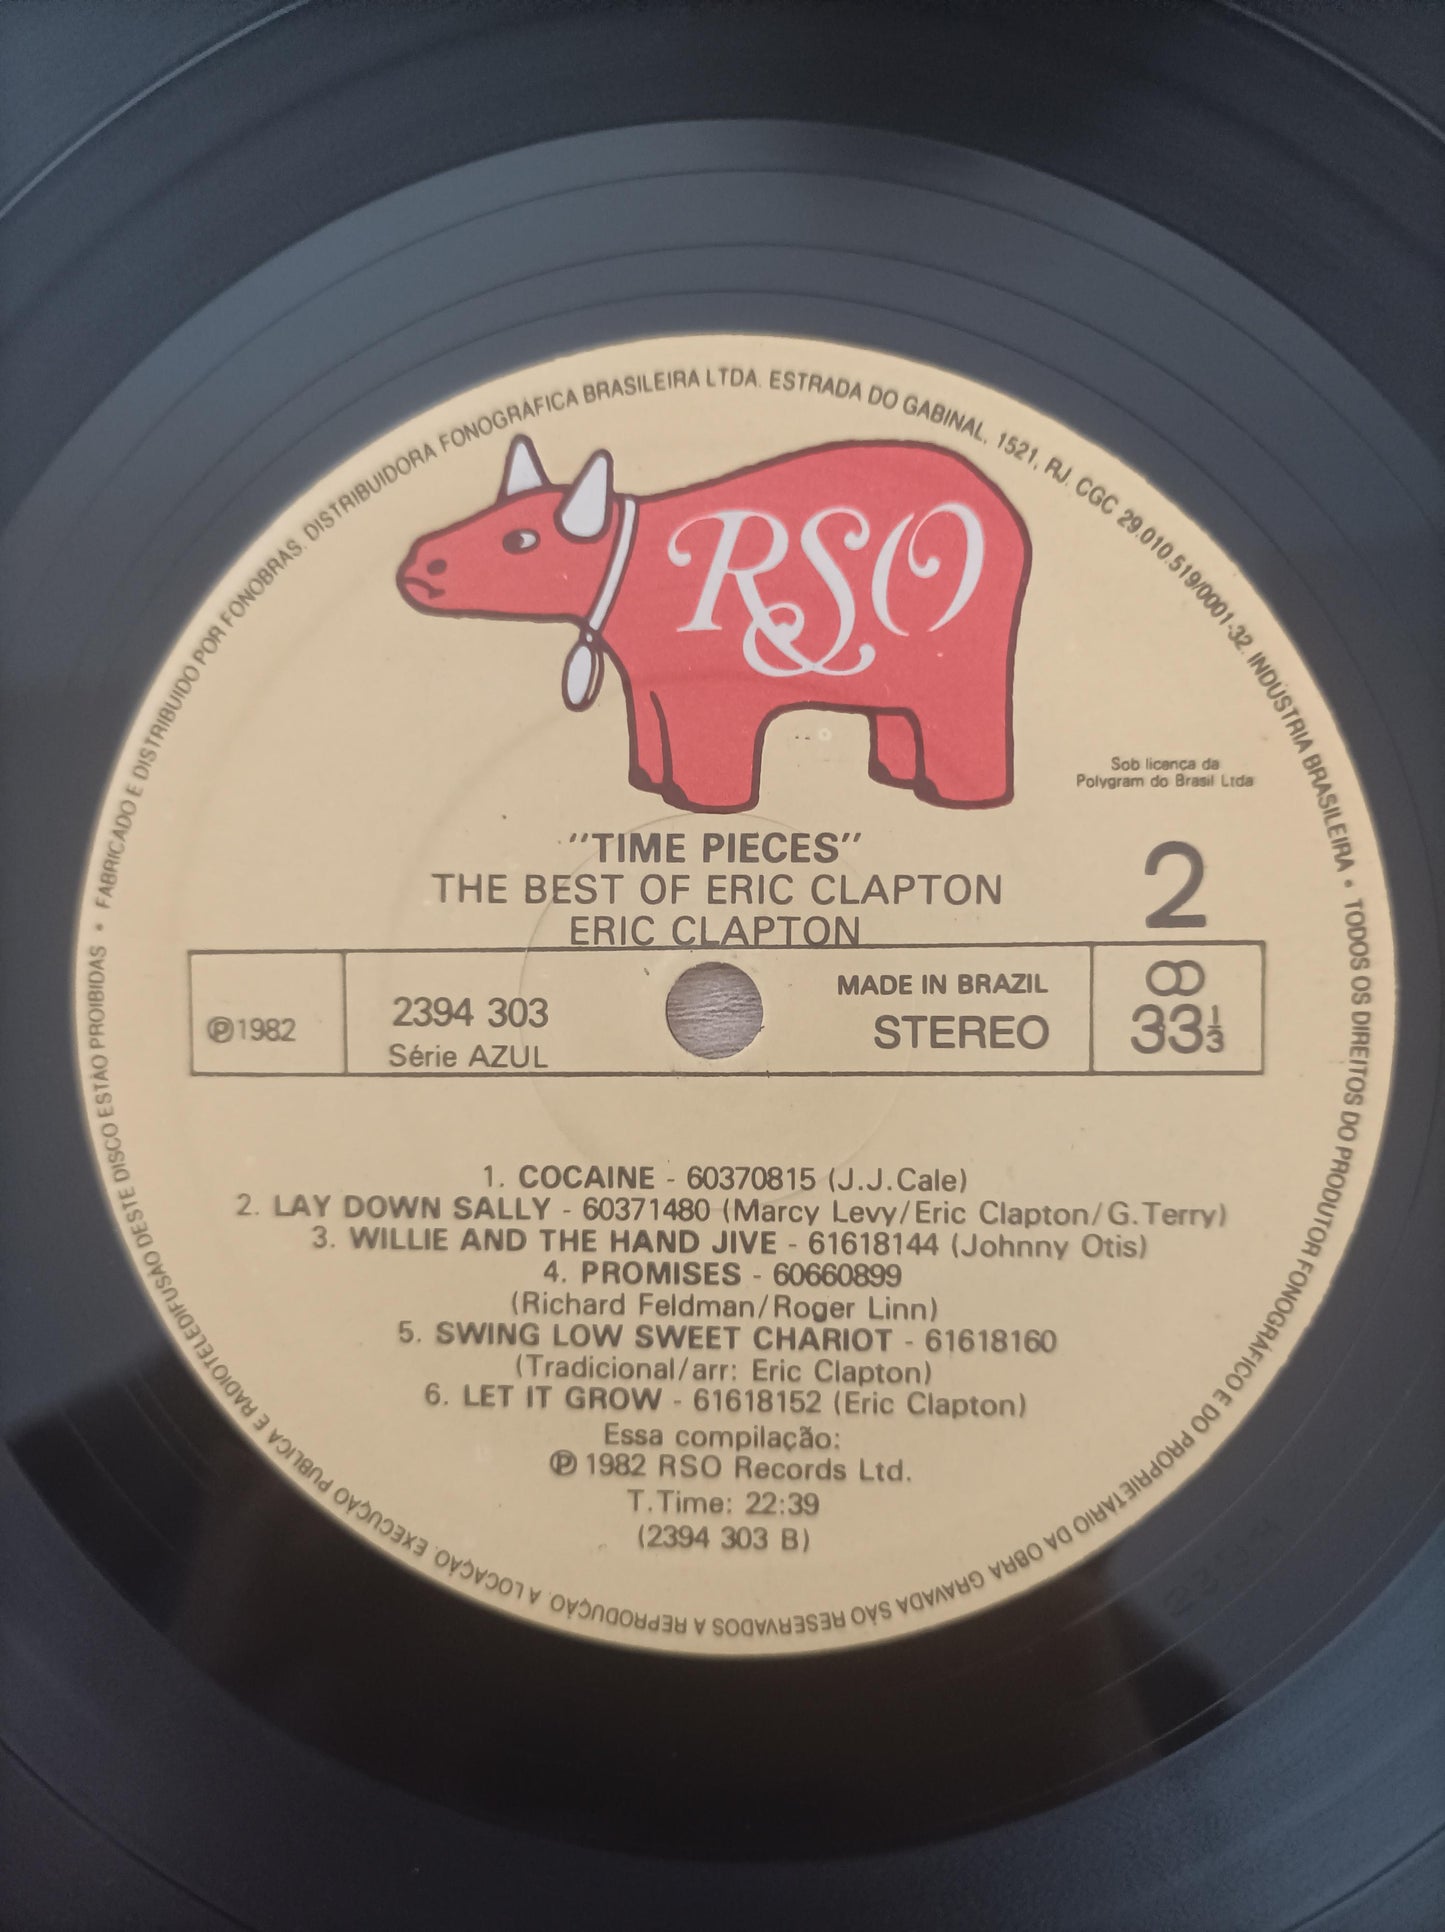 FABRICADO E DISTRIBUIDO POR FONOBRAS. DISTRIBUIDORA FONOGRÁFICA BRASILEIRA LTDA. ESTRADA DO GABINAL, 1521, RJ. CGC 29.010.519/0001-32. INDÚSTRIA BRASILEIRA • TODOS OS DIREITOS DO PRODUTOR FONOGRÁFICO E DO PROPRIETÁRIO DA OBRA GRAVADA SÃO RESERVADOS A REPRODUÇÃO. A LOCAÇÃO. EXECUÇÃO PUBLICA E RADIOTELEDIFUSÃO DESTE DISCO ESTÃO PROIBIDAS •
RSO
Sob licença da
Polygram do Brasil Ltda
"TIME PIECES"
THE BEST OF ERIC CLAPTON
ERIC CLAPTON
2
℗1982
2394 303
Série AZUL
MADE IN BRAZIL
STEREO
33⅓
1. COCAINE - 60370815 (J.J.Cale)
2. LAY DOWN SALLY - 60371480 (Marcy Levy/Eric Clapton/G.Terry)
3. WILLIE AND THE HAND JIVE - 61618144 (Johnny Otis)
4. PROMISES - 60660899
(Richard Feldman/Roger Linn)
5. SWING LOW SWEET CHARIOT - 61618160
(Tradicional/arr: Eric Clapton)
6. LET IT GROW - 61618152 (Eric Clapton)
Essa compilação:
℗ 1982 RSO Records Ltd.
T.Time: 22:39
(2394 303 B)